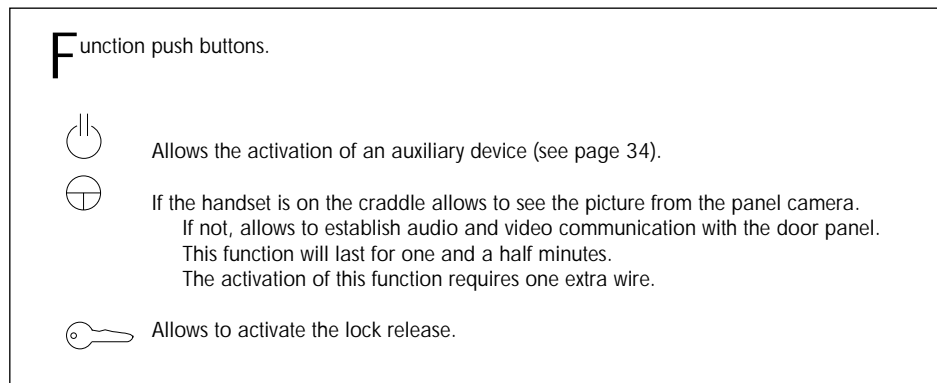 Function push buttons.
Allows the activation of an auxiliary device (see page 34).
If the handset is on the craddle allows to see the picture from the panel camera.
If not, allows to establish audio and video communication with the door panel.
This function will last for one and a half minutes.
The activation of this function requires one extra wire.
Allows to activate the lock release.